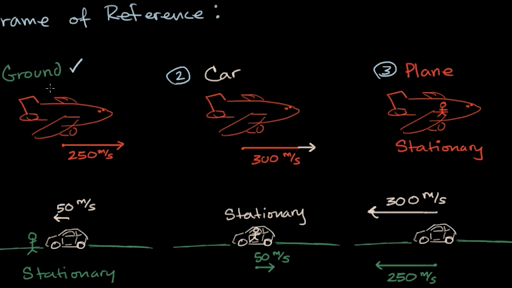 rame of Reference:
Ground ✓
250 m/s
50 m/s
Stationary
2 Car
300 m/s
Stationary
50 m/s
3 Plane
Stationary
300 m/s
250 m/s